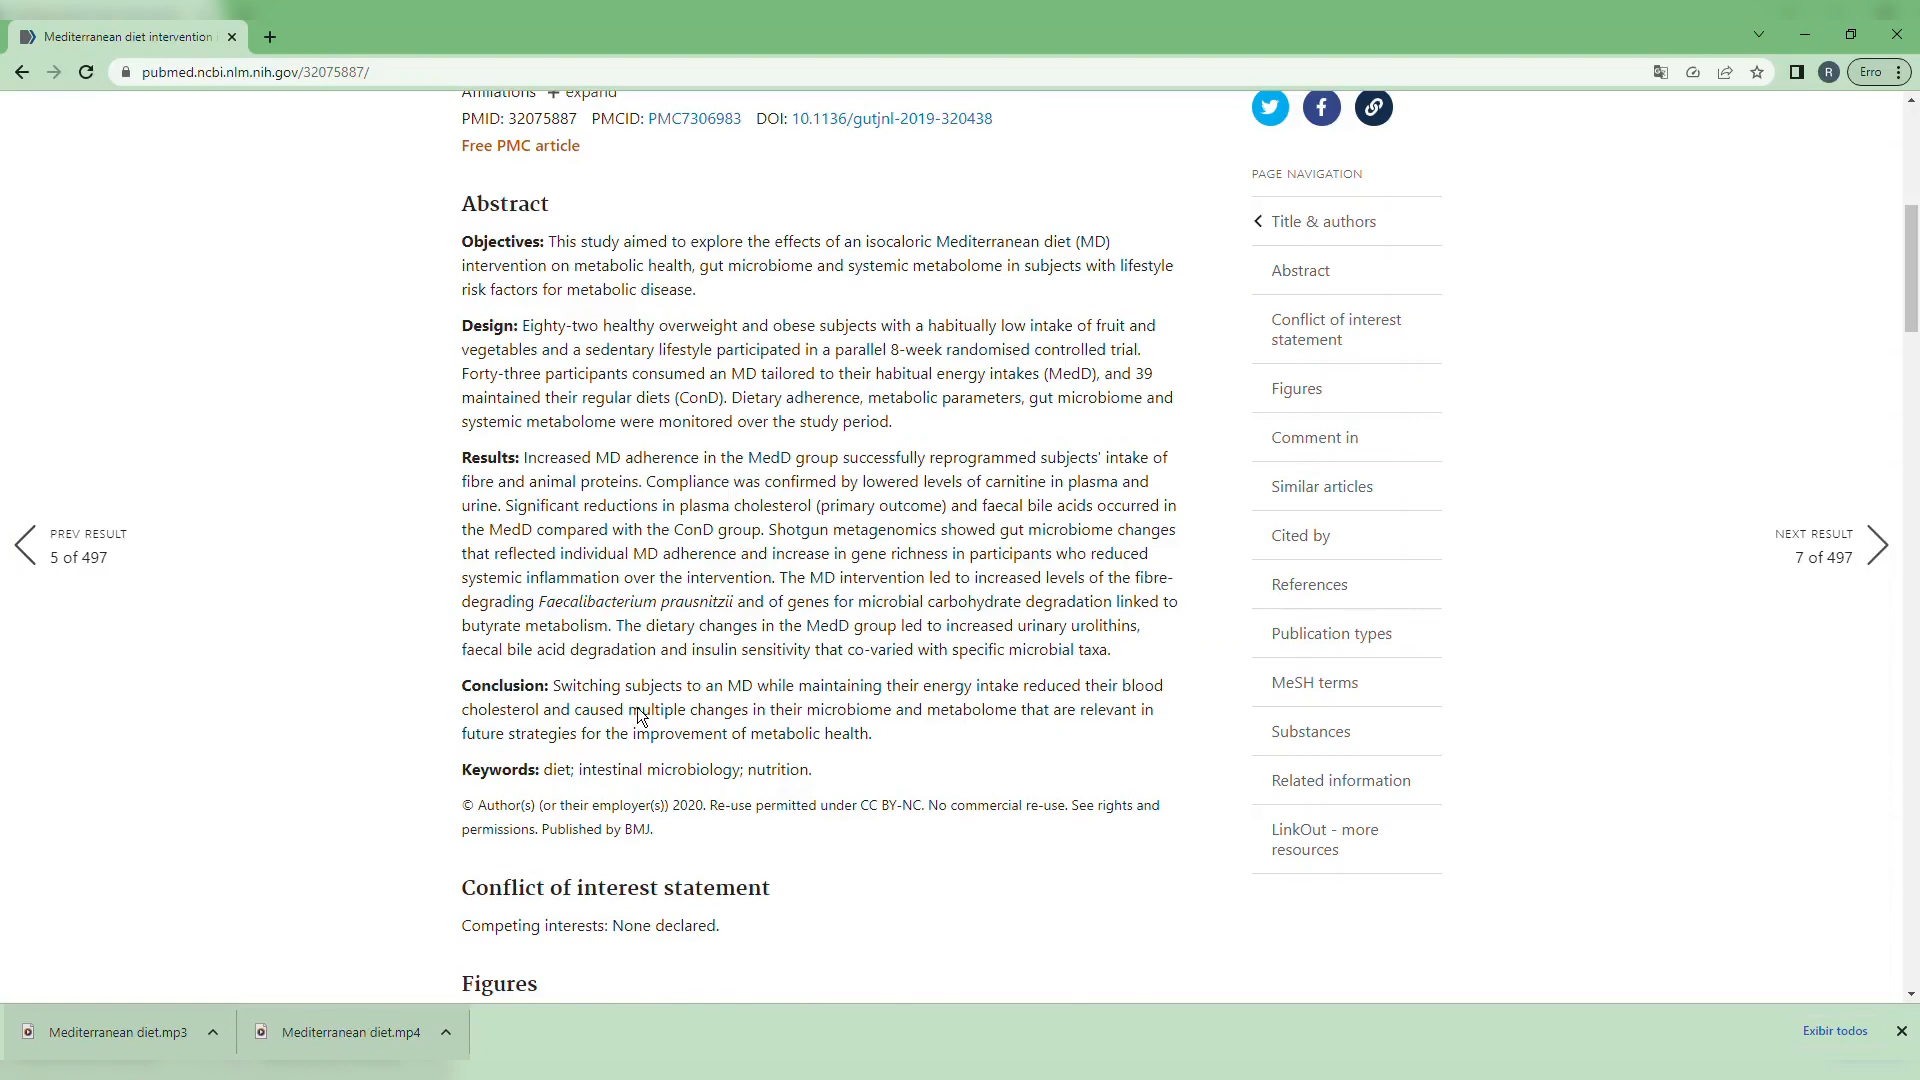 Mediterranean diet intervention
pubmed.ncbi.nlm.nih.gov/32075887/
R
Erro
Affiliations + expand
PMID: 32075887 PMCID: PMC7306983 DOI: 10.1136/gutjnl-2019-320438
Free PMC article
Abstract
Objectives: This study aimed to explore the effects of an isocaloric Mediterranean diet (MD)
intervention on metabolic health, gut microbiome and systemic metabolome in subjects with lifestyle
risk factors for metabolic disease.
Design: Eighty-two healthy overweight and obese subjects with a habitually low intake of fruit and
vegetables and a sedentary lifestyle participated in a parallel 8-week randomised controlled trial.
Forty-three participants consumed an MD tailored to their habitual energy intakes (MedD), and 39
maintained their regular diets (ConD). Dietary adherence, metabolic parameters, gut microbiome and
systemic metabolome were monitored over the study period.
Results: Increased MD adherence in the MedD group successfully reprogrammed subjects' intake of
fibre and animal proteins. Compliance was confirmed by lowered levels of carnitine in plasma and
urine. Significant reductions in plasma cholesterol (primary outcome) and faecal bile acids occurred in
the MedD compared with the ConD group. Shotgun metagenomics showed gut microbiome changes
that reflected individual MD adherence and increase in gene richness in participants who reduced
systemic inflammation over the intervention. The MD intervention led to increased levels of the fibre-
degrading Faecalibacterium prausnitzii and of genes for microbial carbohydrate degradation linked to
butyrate metabolism. The dietary changes in the MedD group led to increased urinary urolithins,
faecal bile acid degradation and insulin sensitivity that co-varied with specific microbial taxa.
Conclusion: Switching subjects to an MD while maintaining their energy intake reduced their blood
cholesterol and caused multiple changes in their microbiome and metabolome that are relevant in
future strategies for the improvement of metabolic health.
Keywords: diet; intestinal microbiology; nutrition.
© Author(s) (or their employer(s)) 2020. Re-use permitted under CC BY-NC. No commercial re-use. See rights and
permissions. Published by BMJ.
Conflict of interest statement
Competing interests: None declared.
Figures
PAGE NAVIGATION
Title & authors
Abstract
Conflict of interest
statement
Figures
Comment in
Similar articles
Cited by
References
Publication types
MeSH terms
Substances
Related information
LinkOut - more
resources
PREV RESULT
5 of 497
NEXT RESULT
7 of 497
Mediterranean diet.mp3
Mediterranean diet.mp4
Exibir todos